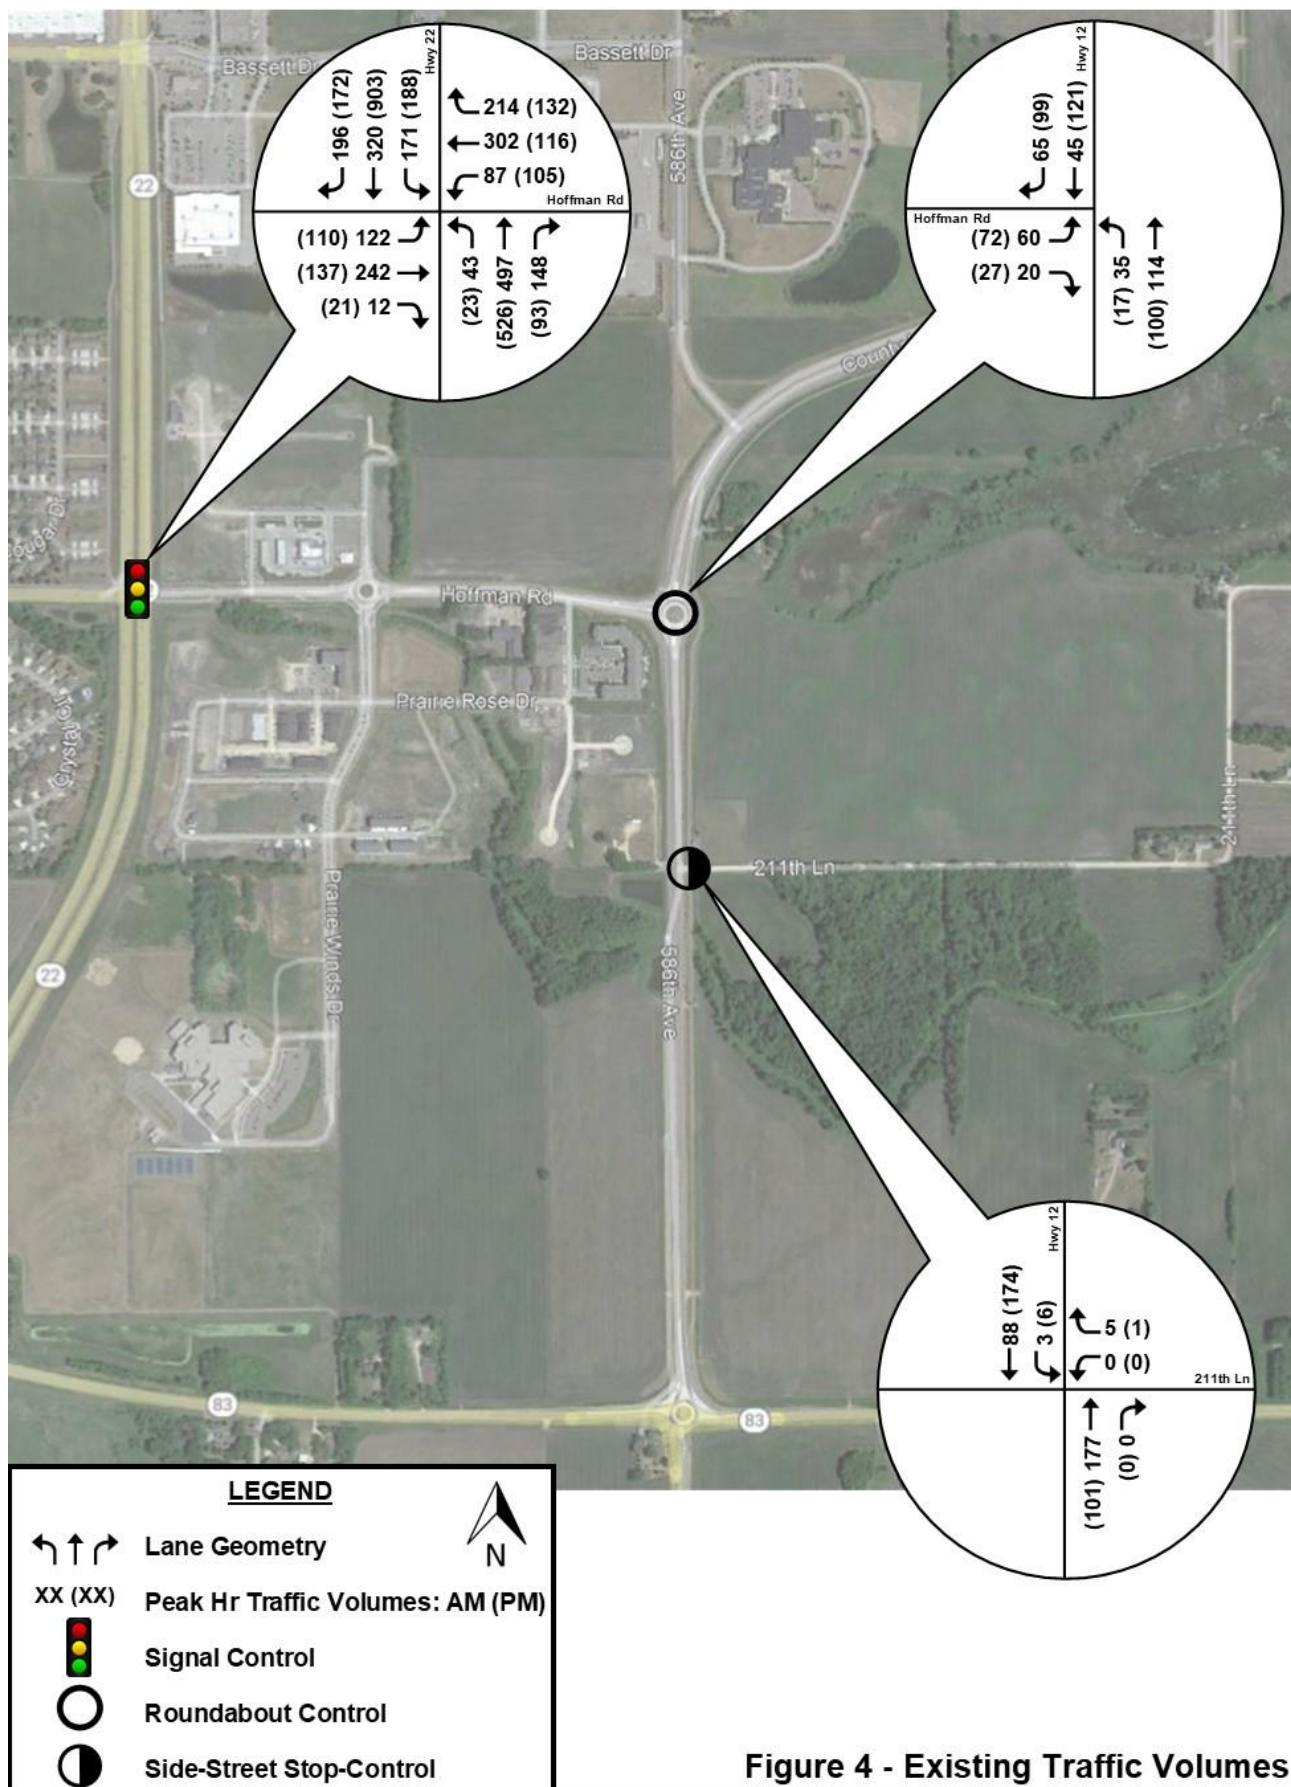 Bassett Dr
Bassett Dr
Hwy 22
196 (172)
320 (903)
171 (188)
214 (132)
302 (116)
87 (105)
Hoffman Rd
(110) 122
(137) 242
(21) 12
(23) 43
(526) 497
(93) 148
Hwy 12
65 (99)
45 (121)
Hoffman Rd
(72) 60
(27) 20
(17) 35
(100) 114
586th Ave
22
County
Hoffman Rd
Prairie Rose Dr
Crystal Ct
211th Ln
211th Ln
Prairie Winds Dr
586th Ave
22
Hwy 12
88 (174)
3 (6)
5 (1)
0 (0)
211th Ln
(101) 177
(0) 0
83
83
LEGEND
N
Lane Geometry
XX (XX) Peak Hr Traffic Volumes: AM (PM)
Signal Control
Roundabout Control
Side-Street Stop-Control
Figure 4 - Existing Traffic Volumes